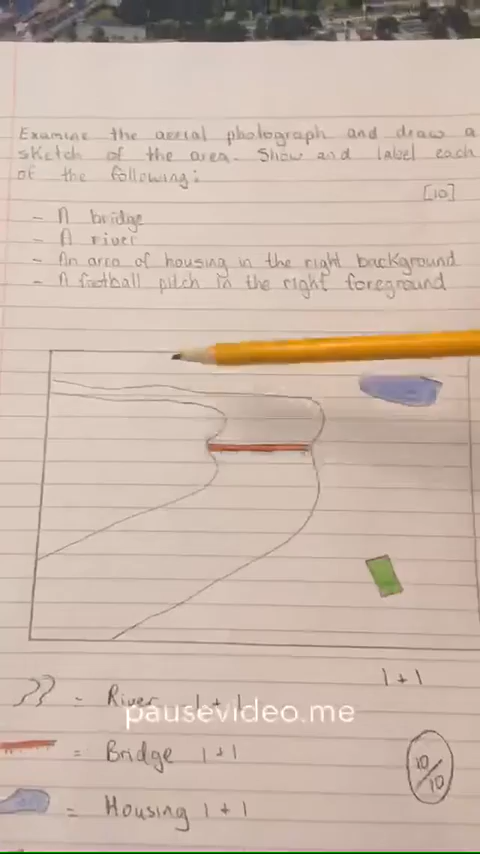 Examine the aerial photograph and draw a
sketch of the area. Show and label each
of the following:
[10]
- A bridge
- A river
- An area of housing in the right background
- A football pitch in the right foreground
1 + 1
= River 1 + 1
pausevideo.me
= Bridge 1 + 1
10/10
= Housing 1 + 1